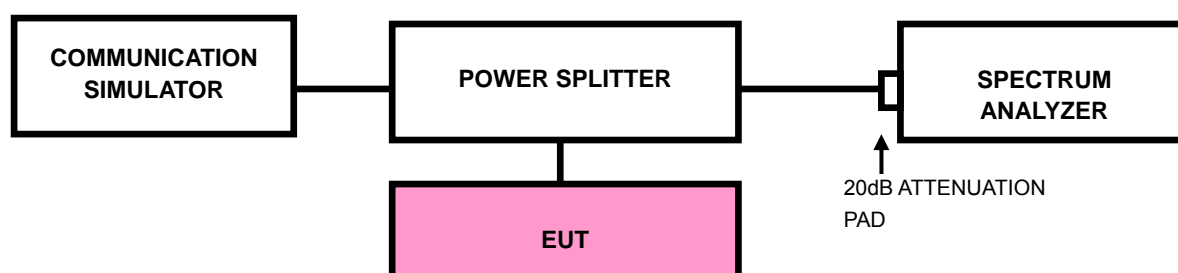 COMMUNICATION
SIMULATOR
POWER SPLITTER
SPECTRUM
ANALYZER
20dB ATTENUATION
PAD
EUT